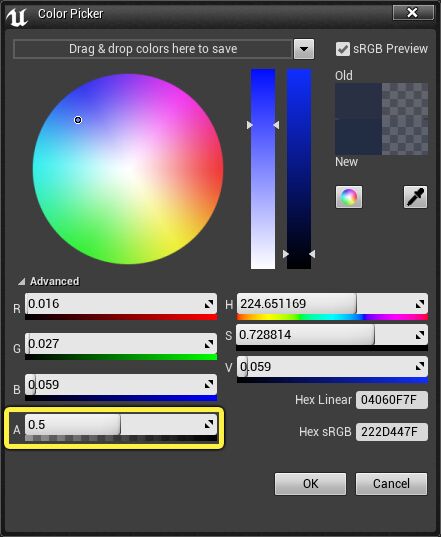 Color Picker
Drag & drop colors here to save
sRGB Preview
Old
New
Advanced
R 0.016
H 224.651169
G 0.027
S 0.728814
B 0.059
V 0.059
A 0.5
Hex Linear 04060F7F
Hex sRGB 222D447F
OK Cancel